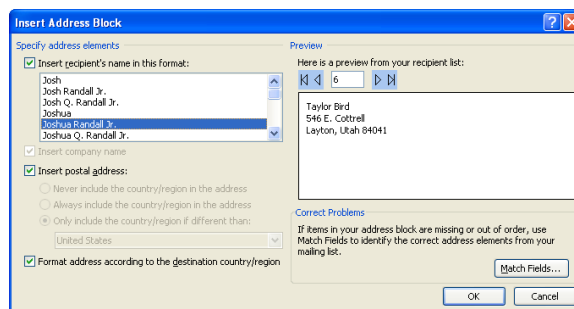 Insert Address Block
Specify address elements
Insert recipient's name in this format:
Josh
Josh Randall Jr.
Josh Q. Randall Jr.
Joshua
Joshua Randall Jr.
Joshua Q. Randall Jr.
Insert company name
Insert postal address:
Never include the country/region in the address
Always include the country/region in the address
Only include the country/region if different than:
United States
Format address according to the destination country/region
Preview
Here is a preview from your recipient list:
6
Taylor Bird
546 E. Cottrell
Layton, Utah 84041
Correct Problems
If items in your address block are missing or out of order, use
Match Fields to identify the correct address elements from your
mailing list.
Match Fields...
OK
Cancel